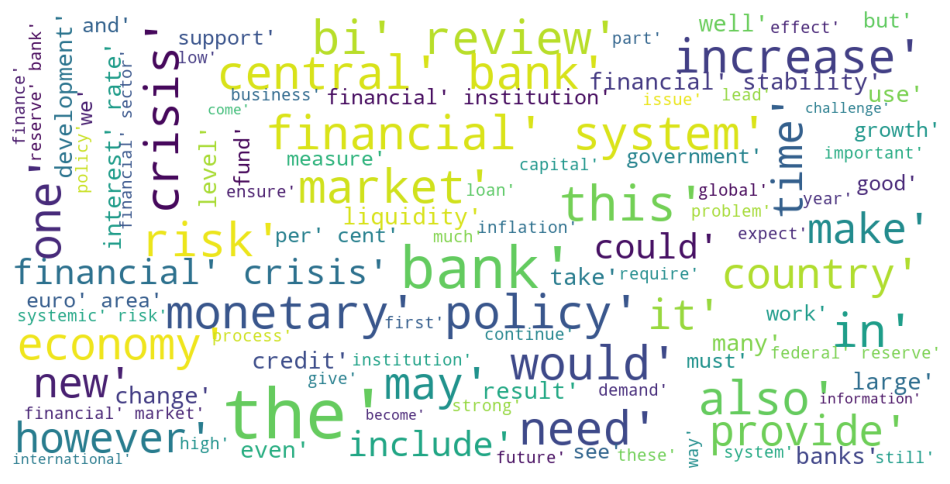 bi' review'
central' bank'
increase'
well'
effect'
but'
part'
support'
low'
and'
development'
we'
finance'
reserve' bank'
policy'
interest' rate'
financial' sector'
crisis'
business'
come'
financial' institution'
financial' stability'
issue'
lead'
use'
challenge'
growth'
important'
level'
fund'
measure'
ensure'
financial' system'
capital'
government'
time'
one'
market'
loan'
global'
good'
year'
this'
problem'
liquidity'
risk'
per' cent'
much'
inflation'
could'
expect'
make'
financial' crisis'
bank'
take'
require'
country'
euro' area'
systemic' risk'
monetary' policy'
first'
continue'
it'
work'
in'
economy'
process'
credit'
institution'
would'
many'
must'
federal' reserve'
new'
change'
give'
may'
result'
demand'
large'
information'
also'
financial' market'
the'
become'
strong'
need'
provide'
however'
high'
even'
include'
future'
see'
these'
way'
system'
banks'
still'
international'